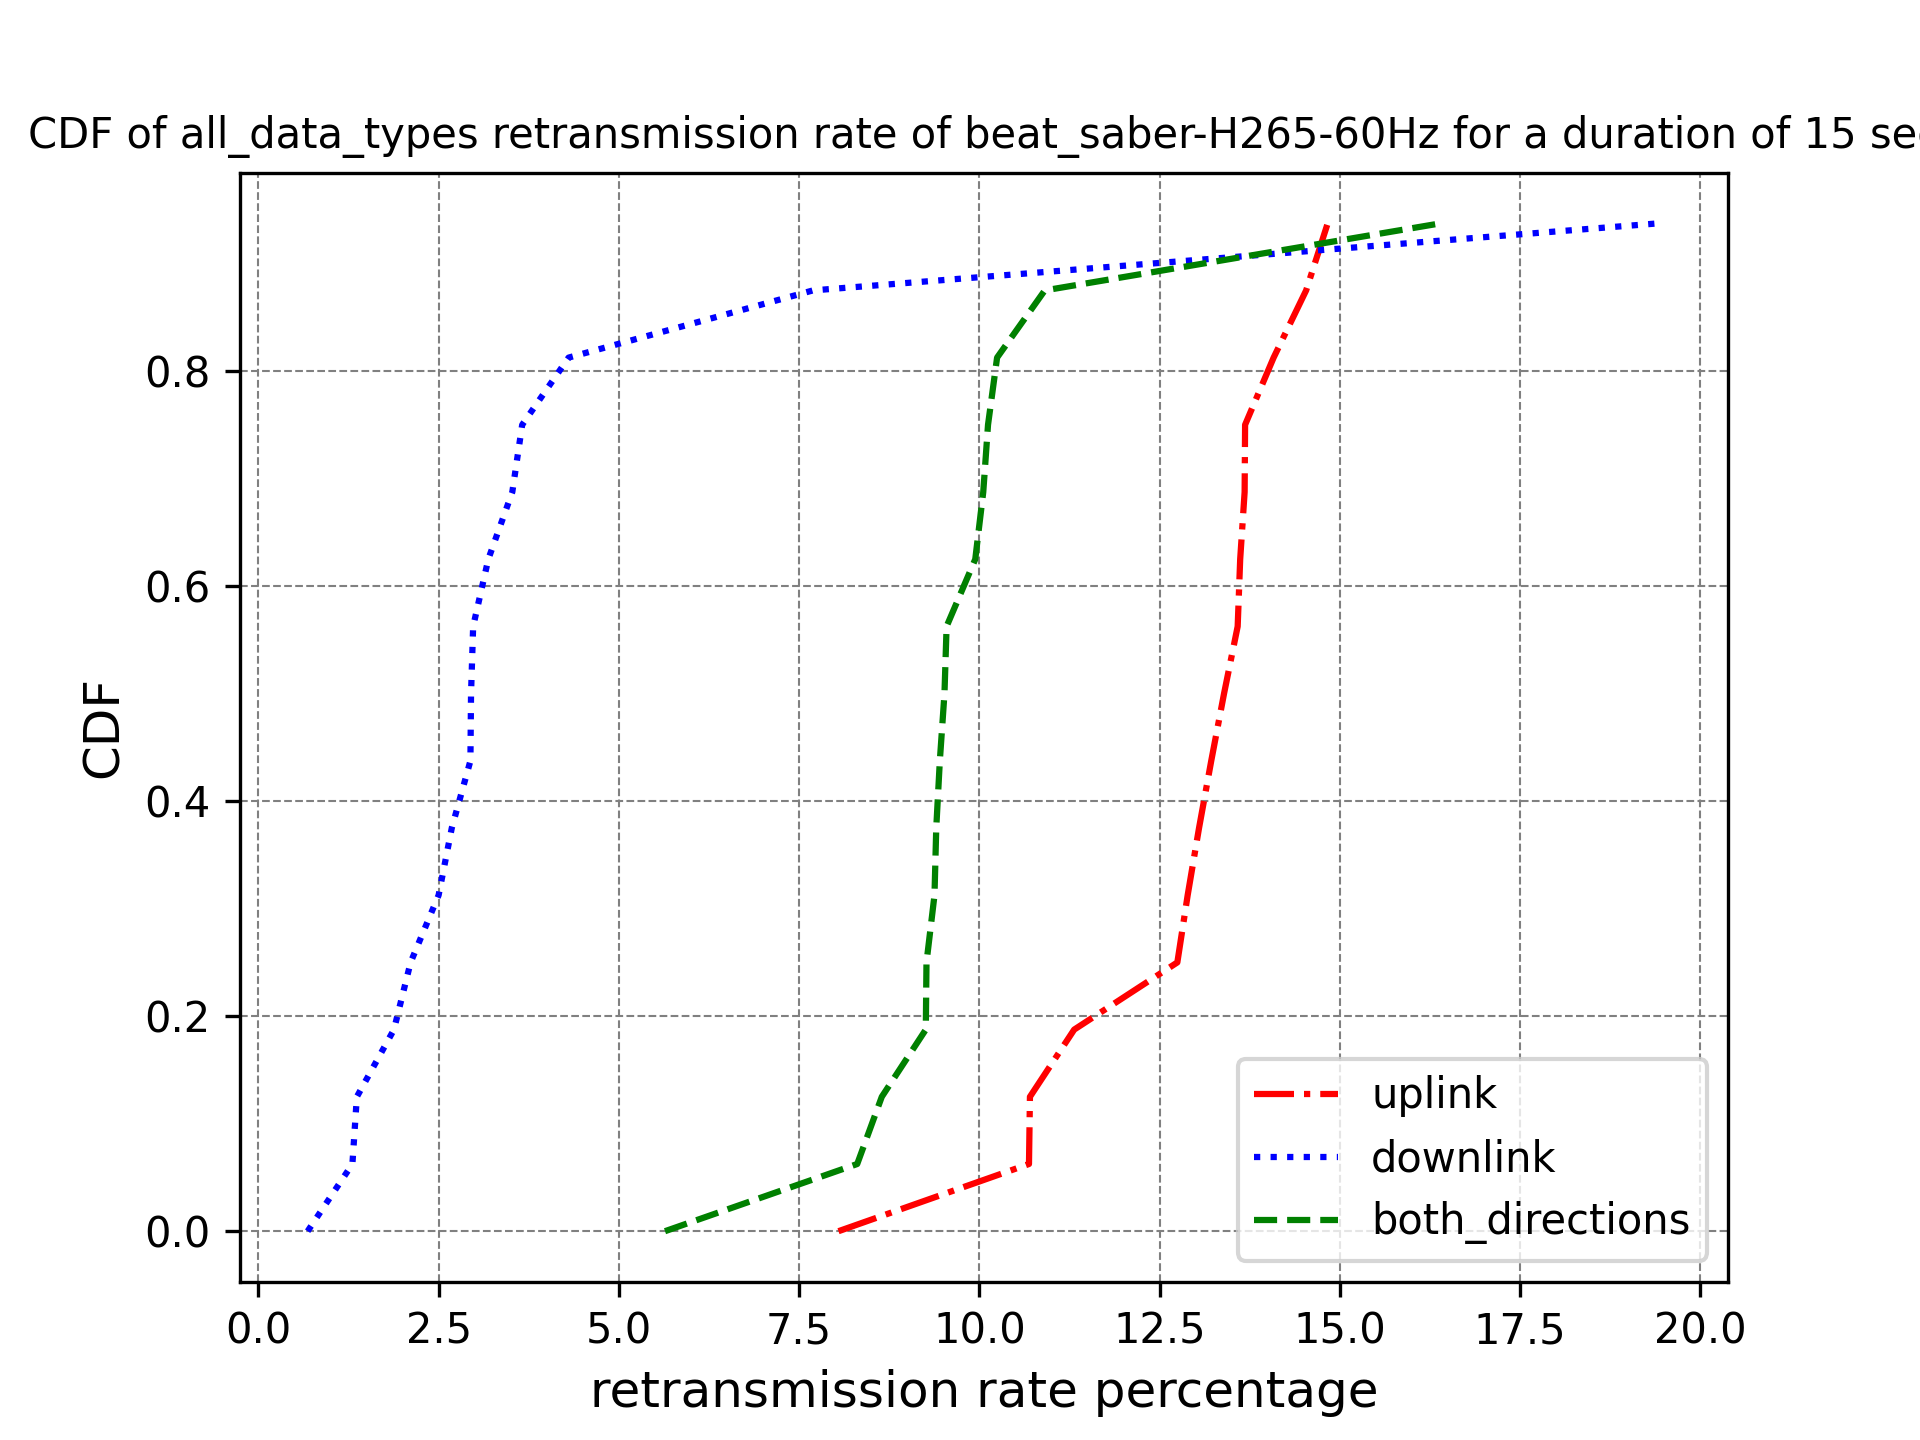 CDF of all_data_types retransmission rate of beat_saber-H265-60Hz for a duration of 15
CDF
0.8
0.6
0.4
0.2
0.0
uplink
downlink
both_directions
0.0 2.5 5.0 7.5 10.0 12.5 15.0 17.5 20.0
retransmission rate percentage